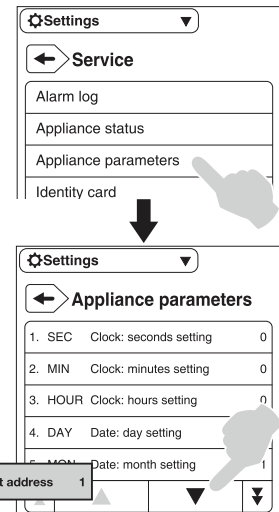 Settings ▼
Service
Alarm log
Appliance status
Appliance parameters
Identity card
Settings ▼
Appliance parameters
1. SEC Clock: seconds setting 0
2. MIN Clock: minutes setting 0
3. HOUR Clock: hours setting 0
4. DAY Date: day setting
5. MON Date: month setting 1
t address 1